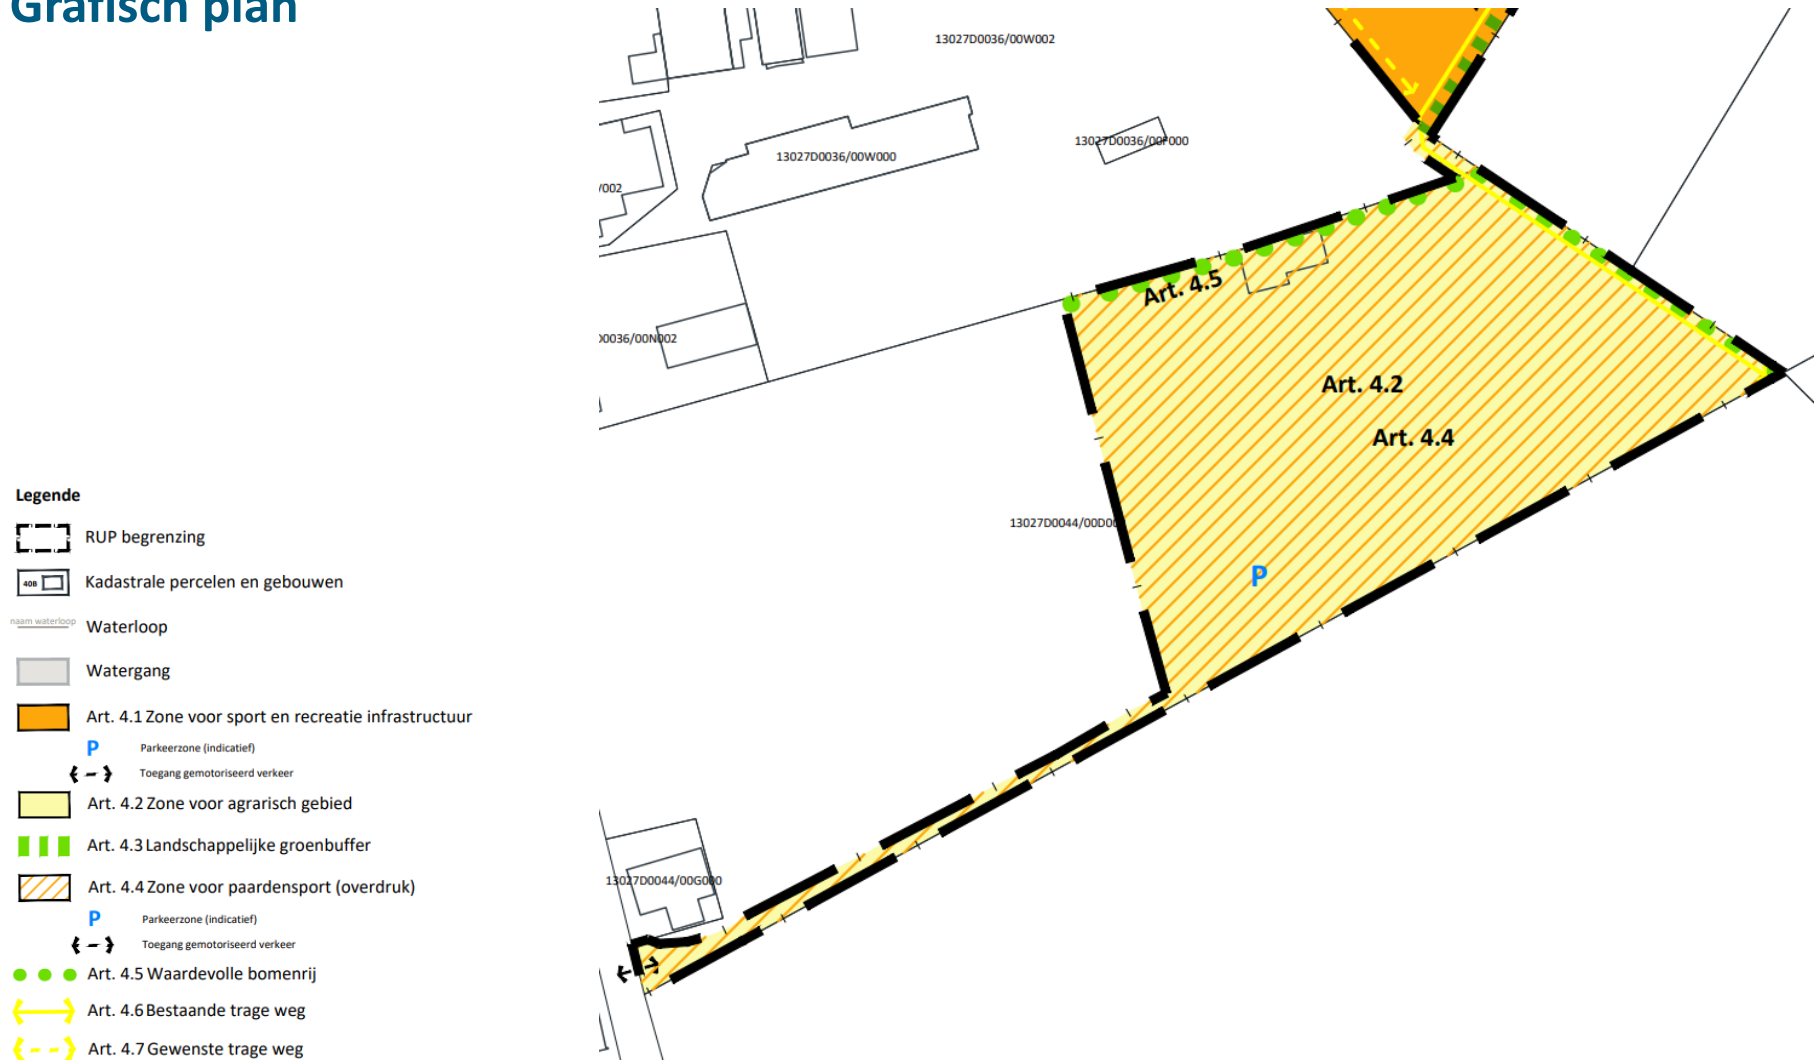 Grafisch plan
13027D0036/00W002
13027D0036/00W000
13027D0036/00P000
/002
0036/00N002
Art. 4.5
Art. 4.2
Art. 4.4
13027D0044/00D00
P
13027D0044/00G000
Legende
RUP begrenzing
40B
Kadastrale percelen en gebouwen
naam waterloop
Waterloop
Watergang
Art. 4.1 Zone voor sport en recreatie infrastructuur
P Parkeerzone (indicatief)
Toegang gemotoriseerd verkeer
Art. 4.2 Zone voor agrarisch gebied
Art. 4.3 Landschappelijke groenbuffer
Art. 4.4 Zone voor paardensport (overdruk)
P Parkeerzone (indicatief)
Toegang gemotoriseerd verkeer
Art. 4.5 Waardevolle bomenrij
Art. 4.6 Bestaande trage weg
Art. 4.7 Gewenste trage weg